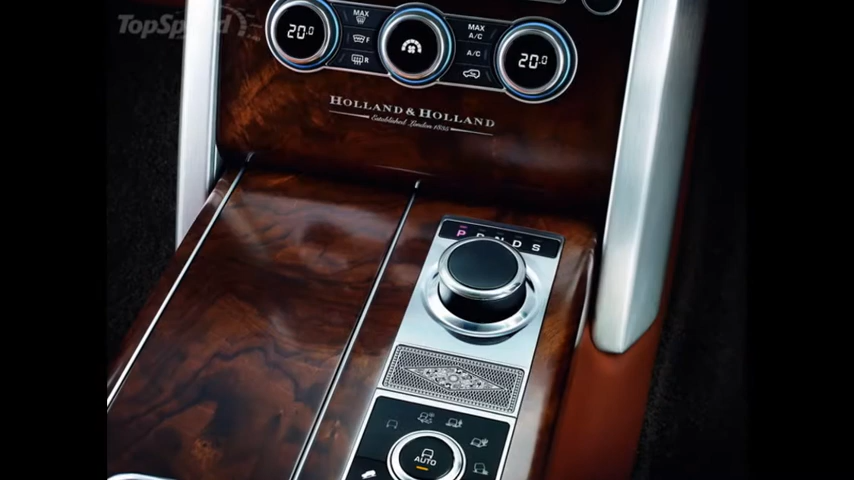 TopSpeed
MAX
20.0
F
R
MAX
A/C
A/C
20.0
HOLLAND & HOLLAND
Established London 1835
P R N D S
AUTO